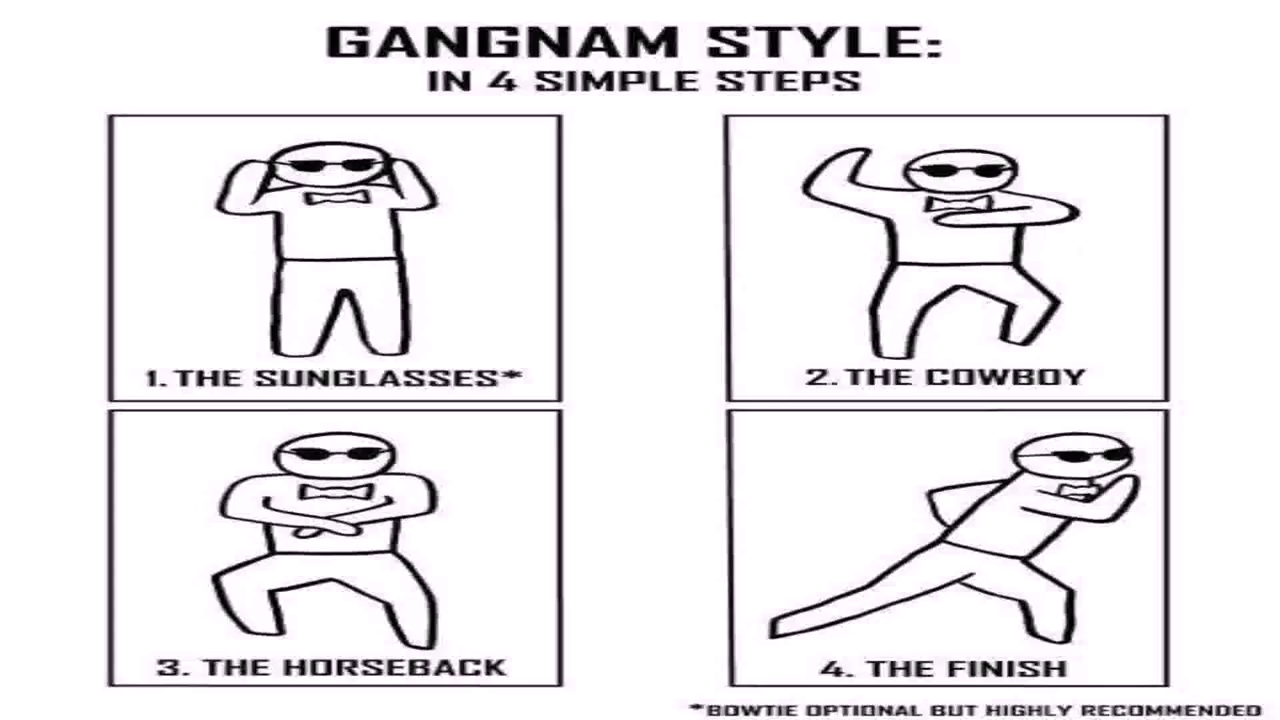 GANGNAM STYLE:
IN 4 SIMPLE STEPS
1. THE SUNGLASSES*
2. THE COWBOY
3. THE HORSEBACK
4. THE FINISH
*BOWTIE OPTIONAL BUT HIGHLY RECOMMENDED